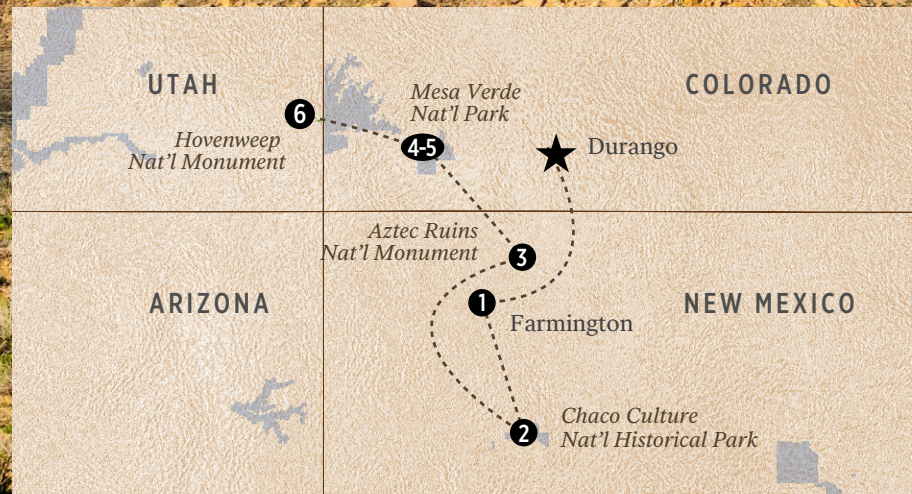 UTAH
COLORADO
Mesa Verde
Nat’l Park
6
Hovenweep
Nat’l Monument
4-5
Durango
Aztec Ruins
Nat’l Monument
3
ARIZONA
1
NEW MEXICO
Farmington
2
Chaco Culture
Nat’l Historical Park